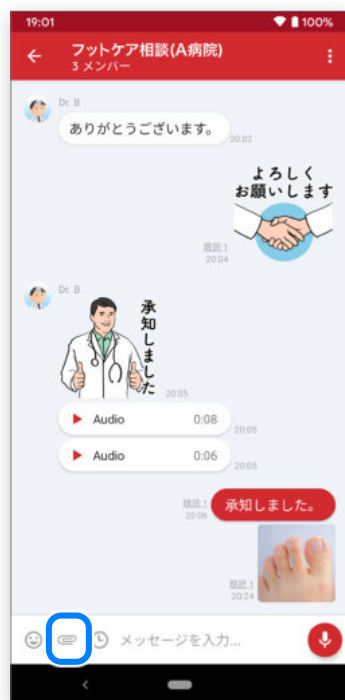 19:01
100%
フットケア相談(A病院)
3 メンバー
Dr. B
ありがとうございます。
20:02
よろしく
お願いします
既読 1
20:04
Dr. B
承知しました
20:05
Audio
0:08
20:05
Audio
0:06
20:05
承知しました。
既読 1
20:06
既読 1
20:24
メッセージを入力...